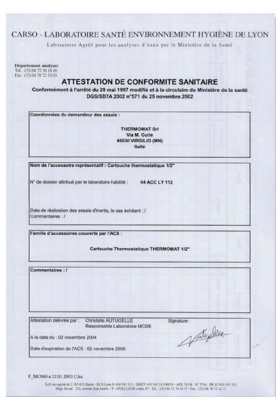 CARSO - LABORATOIRE SANTÉ ENVIRONNEMENT HYGIÈNE DE LYON
Laboratoire Agréé pour les analyses d'eaux par le Ministère de la Santé
Département analyses
ATTESTATION DE CONFORMITE SANITAIRE
Conformément à l'arrêté du 29 mai 1997 modifié et à la circulaire du Ministère de la santé
DGS/SD7A 2002 n°571 du 25 novembre 2002
Coordonnées du demandeur des essais :
THERMOMAT Srl
Via M. Curie
46030 VIRGILIO (MN)
Italie
Nom de l'accessoire représentatif : Cartouche thermostatique 1/2"
N° de dossier attribué par le laboratoire habilité : 04 ACC LY 112
Date de réalisation des essais d'inertie, le cas échéant : /
Commentaires : /
Famille d'accessoires couverte par l'ACS :
Cartouche Thermostatique THERMOMAT 1/2"
Commentaires : /
Attestation délivrée par : Christelle AUTUGELLE Signature :
Responsable Laboratoire MCDE
A la date du : 02 novembre 2004
Date d'expiration de l'ACS : 02 novembre 2009